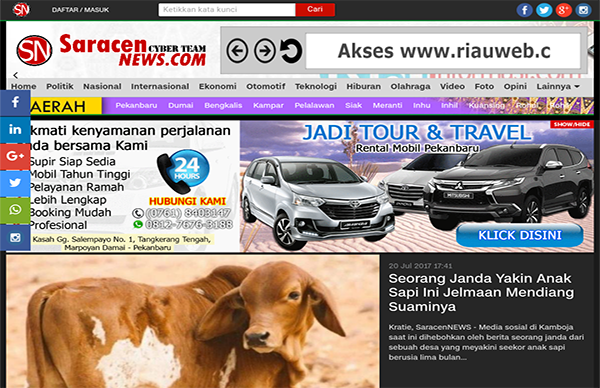 SN
DAFTAR / MASUK
Ketikkan kata kunci
Cari
SN Saracen
CYBER TEAM
NEWS.COM
Akses www.riauweb.c
Home Politik Nasional Internasional Ekonomi Otomotif Teknologi Hiburan Olahraga Video Foto Opini Lainnya
AERAH Pekanbaru Dumai Bengkalis Kampar Pelalawan Siak Meranti Inhu Inhil Kuansing Rohul Rohil
SHOW/HIDE
kmati kenyamanan perjalanan
nda bersama Kami
Supir Siap Sedia
Mobil Tahun Tinggi
Pelayanan Ramah
Lebih Lengkap
Booking Mudah
Profesional
24
HOURS
HUBUNGI KAMI
(0761) 8403147
0812-7676-3188
Kasah Gg. Salempayo No. 1, Tangkerang Tengah,
Marpoyan Damai - Pekanbaru
JADI TOUR & TRAVEL
Rental Mobil Pekanbaru
MITSUBISHI
KLICK DISINI
20 Jul 2017 17:41
Seorang Janda Yakin Anak
Sapi Ini Jelmaan Mendiang
Suaminya
Kratie, SaracenNEWS - Media sosial di Kamboja
saat ini dihebohkan oleh berita seorang janda dari
sebuah desa yang meyakini seekor anak sapi
berusia lima bulan...